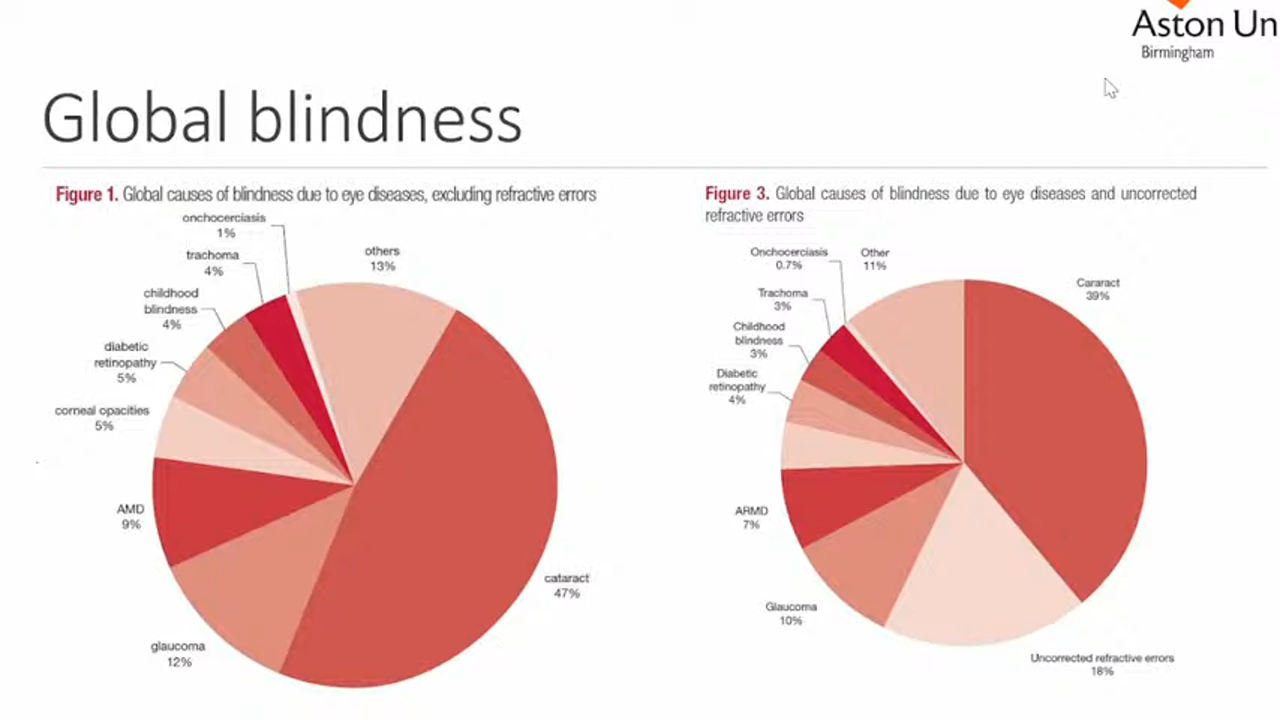 Aston Un
Birmingham
Global blindness
Figure 1. Global causes of blindness due to eye diseases, excluding refractive errors
onchocerciasis
1%
trachoma
4%
childhood
blindness
4%
diabetic
retinopathy
5%
corneal opacities
5%
AMD
9%
glaucoma
12%
cataract
47%
others
13%
Figure 3. Global causes of blindness due to eye diseases and uncorrected
refractive errors
Onchocerciasis
0.7%
Other
11%
Trachoma
3%
Childhood
blindness
3%
Diabetic
retinopathy
4%
ARMD
7%
Glaucoma
10%
Uncorrected refractive errors
18%
Cararact
39%